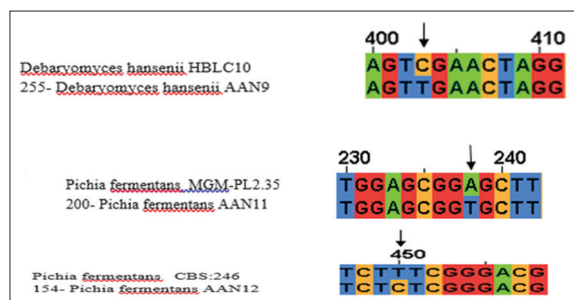 400 410
Debaryomyces hansenii HBLC10 AGTCGAACTAGG
255- Debaryomyces hansenii AAN9 AGTTGAACTAGG
230 240
Pichia fermentans MGM-PL2.35 TGGAGCGGAGCTT
200- Pichia fermentans AAN11 TGGAGCGGTGCTT
450
Pichia fermentans CBS:246 TCTTTCGGGACG
154- Pichia fermentans AAN12 TCTCTCGGGACG